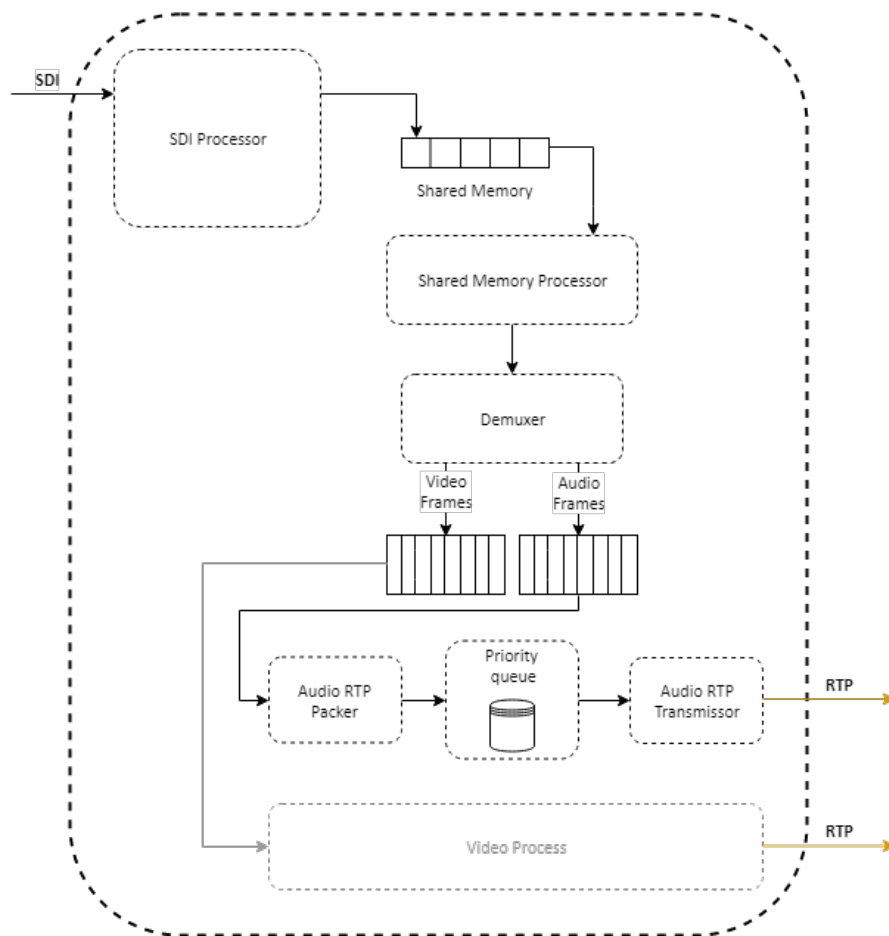 SDI
SDI Processor
Shared Memory
Shared Memory Processor
Demuxer
Video
Frames
Audio
Frames
Priority
queue
Audio RTP
Packer
Audio RTP
Transmissor
RTP
Video Process
RTP